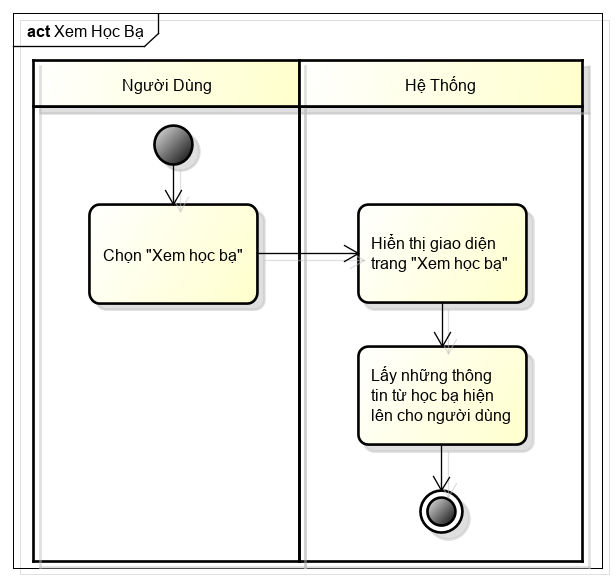 act Xem Học Bạ
Người Dùng
Hệ Thống
Chọn "Xem học bạ"
Hiển thị giao diện
trang "Xem học bạ"
Lấy những thông
tin từ học bạ hiện
lên cho người dùng